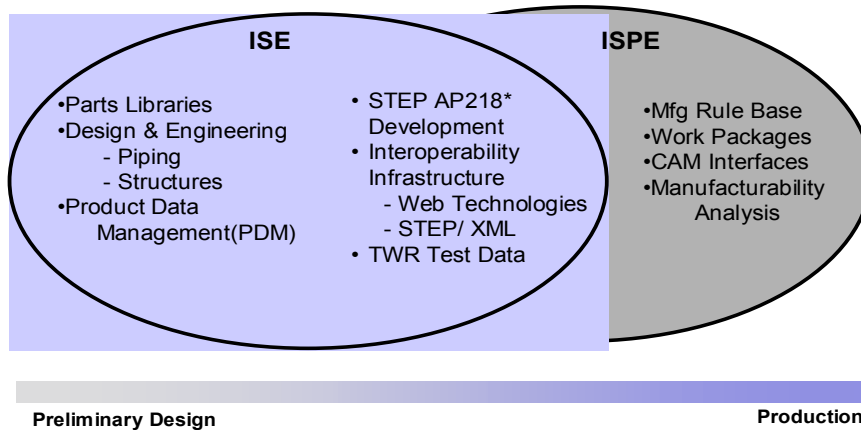 ISE
ISPE
•Parts Libraries
•Design & Engineering
- Piping
- Structures
•Product Data
Management(PDM)
• STEP AP218*
Development
• Interoperability
Infrastructure
- Web Technologies
- STEP/ XML
• TWR Test Data
•Mfg Rule Base
•Work Packages
•CAM Interfaces
•Manufacturability
Analysis
Preliminary Design
Production